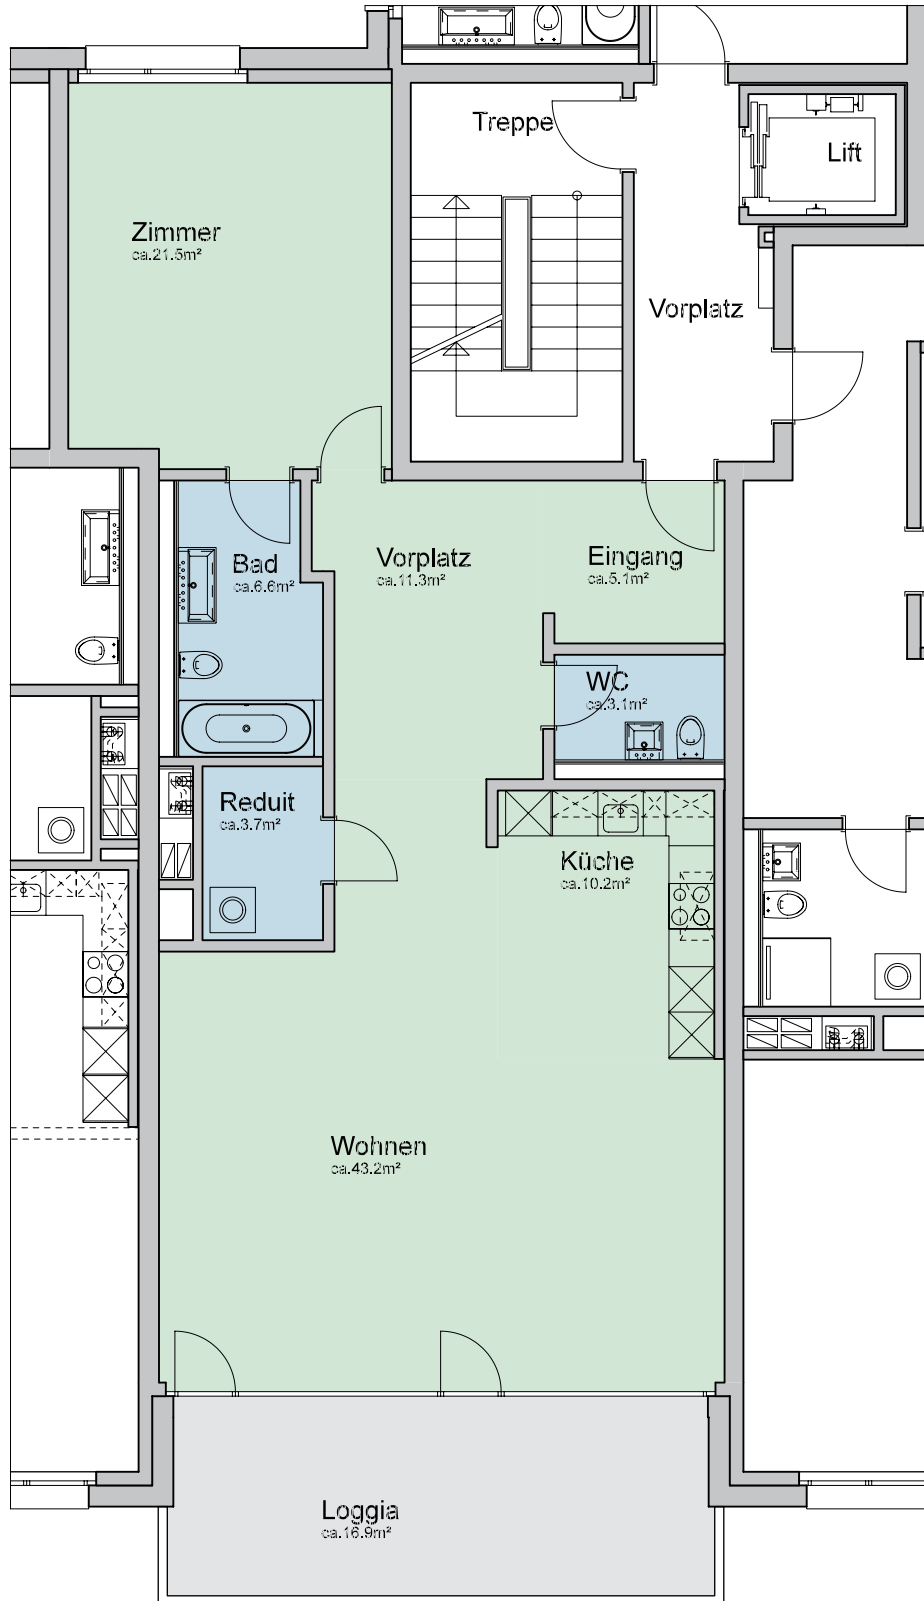 Treppe
Lift
Zimmer
ca.21.5m²
Vorplatz
Bad
ca.6.6m²
Vorplatz
ca.11.3m²
Eingang
ca.5.1m²
WC
ca.3.1m²
Reduit
ca.3.7m²
Küche
ca.10.2m²
Wohnen
ca.43.2m²
Loggia
ca.16.9m²